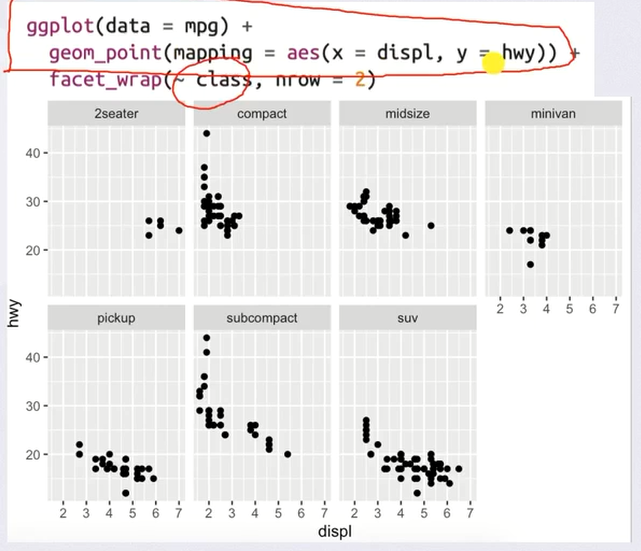 ggplot(data = mpg) +
geom_point(mapping = aes(x = displ, y = hwy)) +
facet_wrap(~ class, nrow = 2)
2seater compact midsize minivan
40
30
20
2 3 4 5 6 7
hwy
pickup subcompact suv
40
30
20
2 3 4 5 6 7 2 3 4 5 6 7 2 3 4 5 6 7
displ